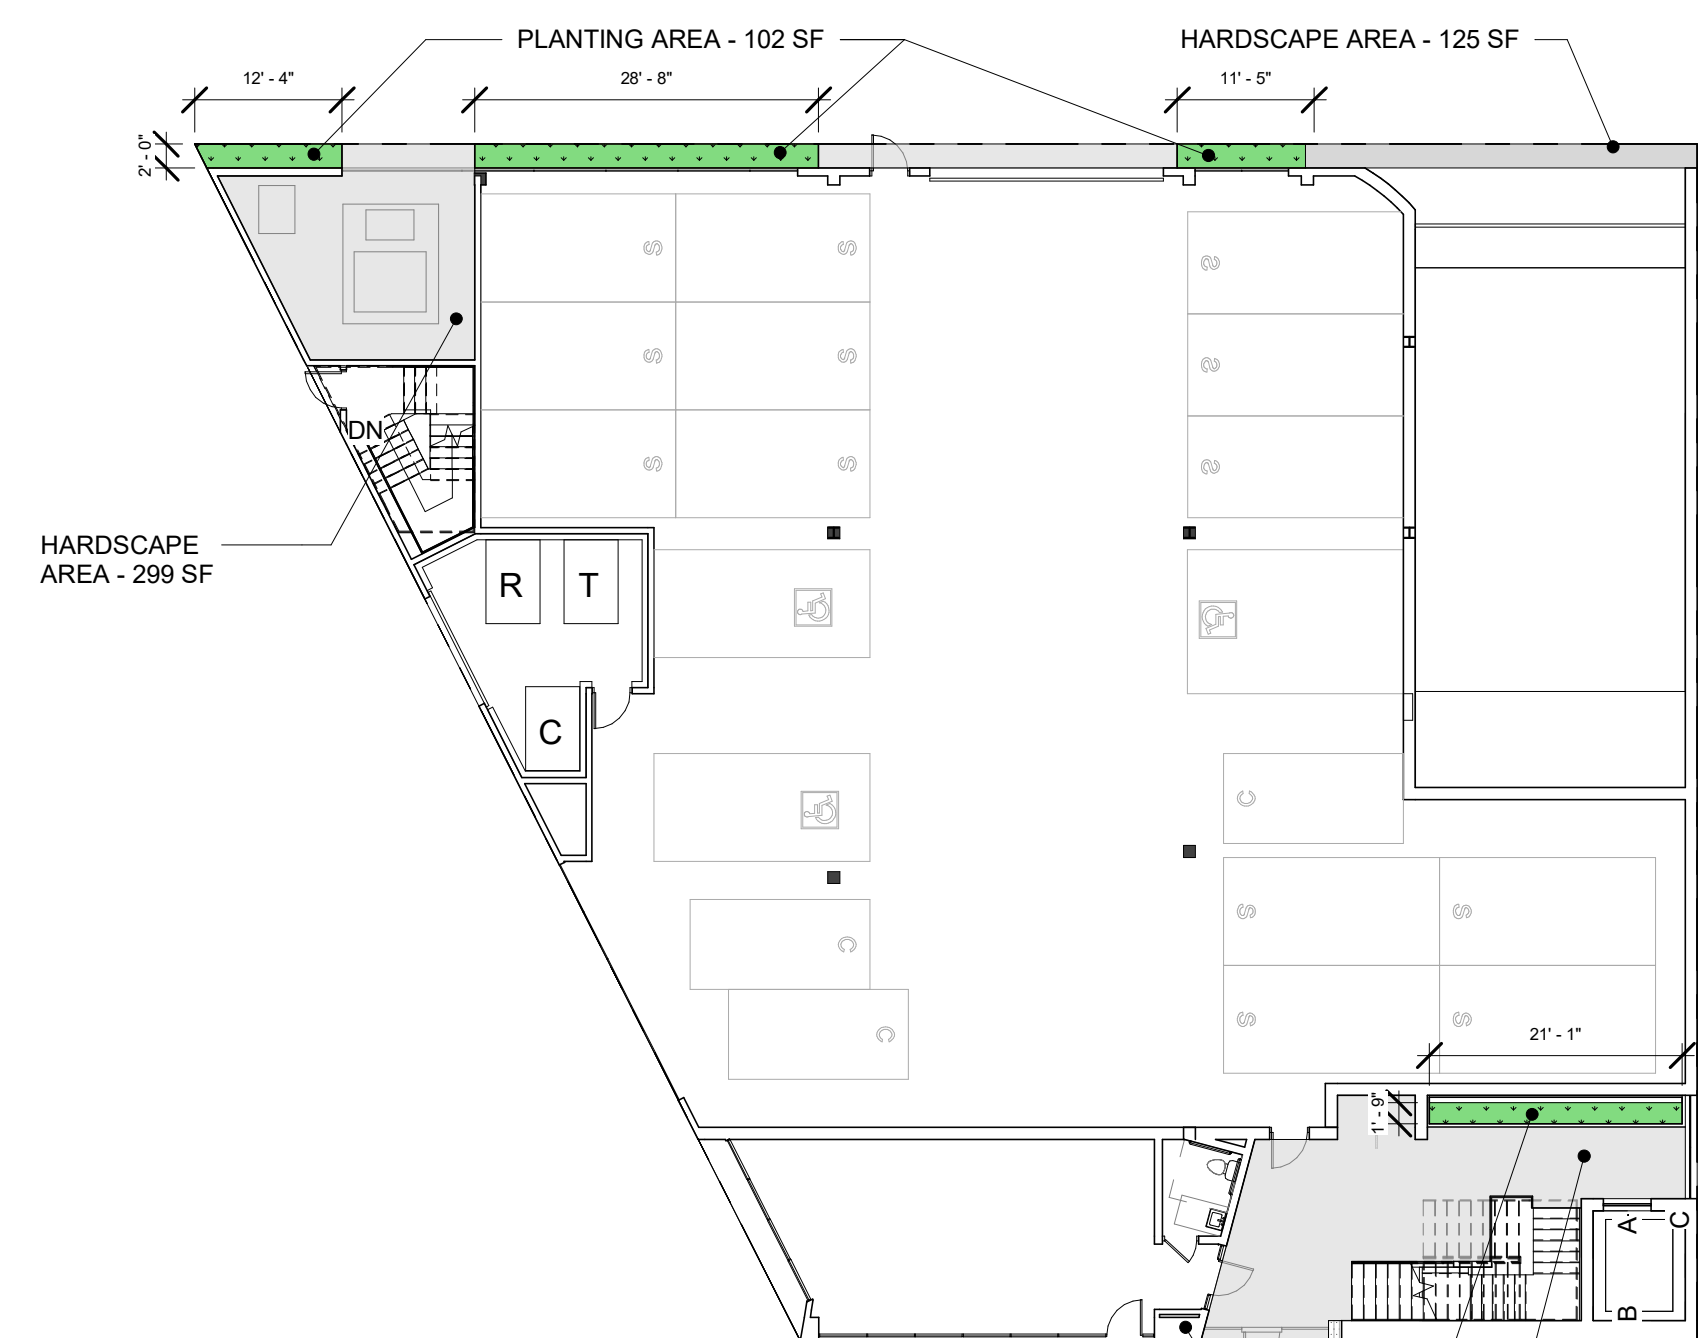 PLANTING AREA - 102 SF
HARDSCAPE AREA - 125 SF
12' - 4"
28' - 8"
11' - 5"
2' - 0"
S
S
S
S
S
S
S
S
S
DN
HARDSCAPE
AREA - 299 SF
R
T
C
C
C
C
S
S
S
S
21' - 1"
1' - 9"
A
C
B